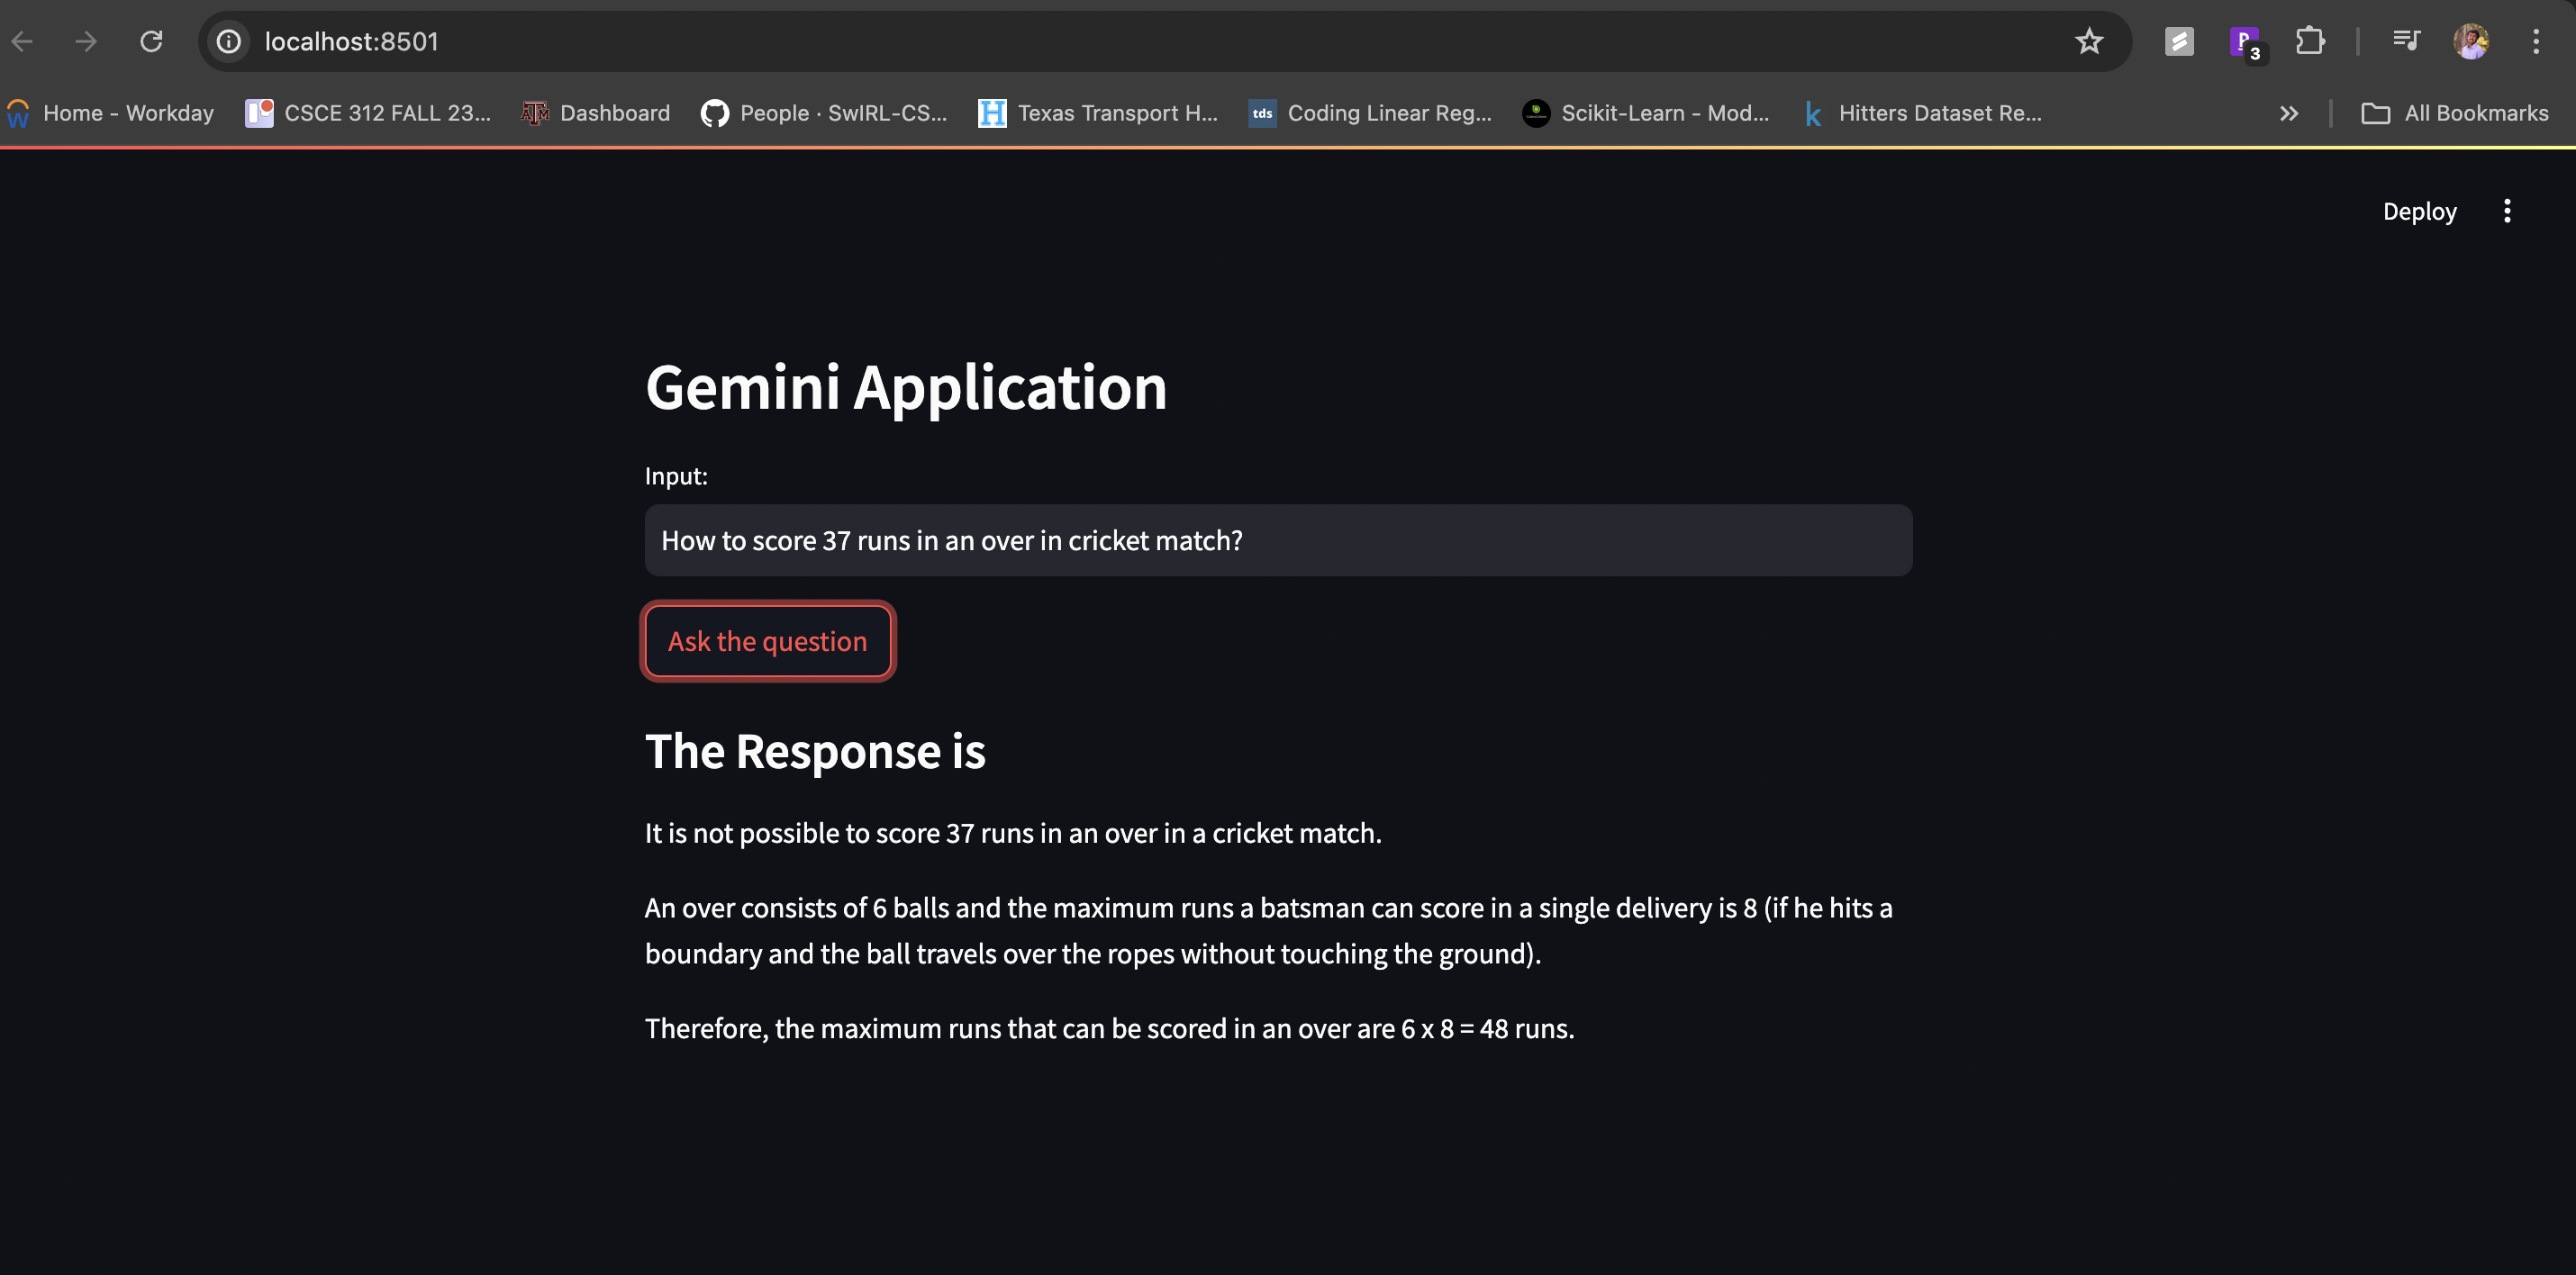 localhost:8501
3
Home - Workday
CSCE 312 FALL 23...
Dashboard
People · SwIRL-CS...
Texas Transport H...
tds
Coding Linear Reg...
Scikit-Learn - Mod...
Hitters Dataset Re...
All Bookmarks
Deploy
Gemini Application
Input:
How to score 37 runs in an over in cricket match?
Ask the question
The Response is
It is not possible to score 37 runs in an over in a cricket match.
An over consists of 6 balls and the maximum runs a batsman can score in a single delivery is 8 (if he hits a
boundary and the ball travels over the ropes without touching the ground).
Therefore, the maximum runs that can be scored in an over are 6 x 8 = 48 runs.